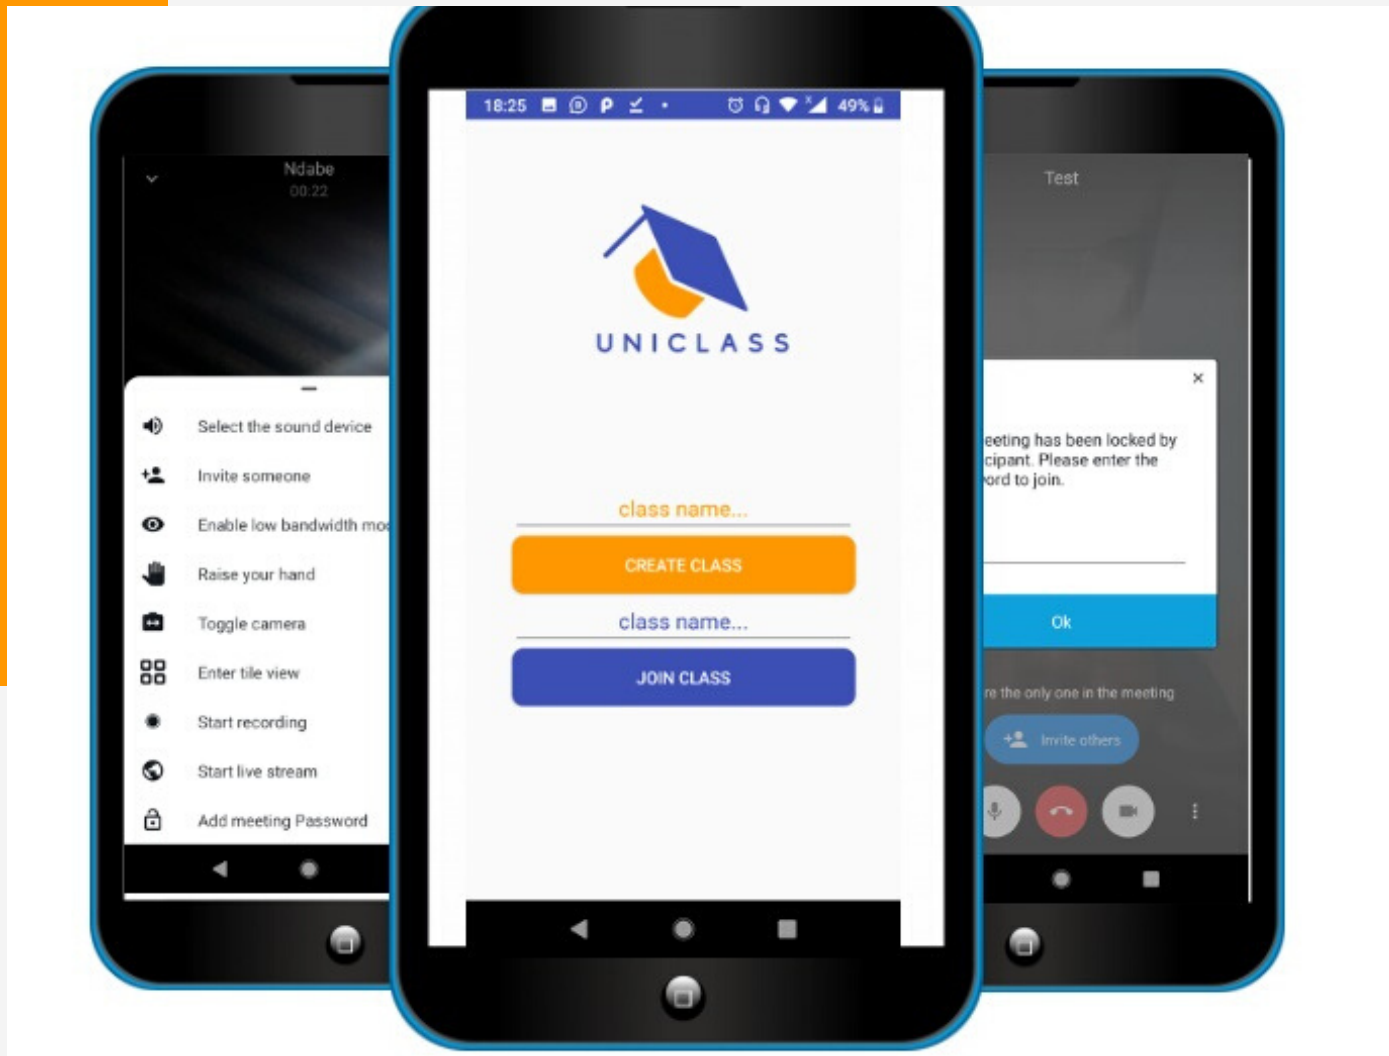 Ndabe
00:22
Select the sound device
Invite someone
Enable low bandwidth
Raise your hand
Toggle camera
Enter tile view
Start recording
Start live stream
Add meeting Password
18:25
49%
UNICLASS
class name...
CREATE CLASS
class name...
JOIN CLASS
Test
eeting has been locked by
cipant. Please enter the
ord to join.
Ok
re the only one in the meeting
Invite others